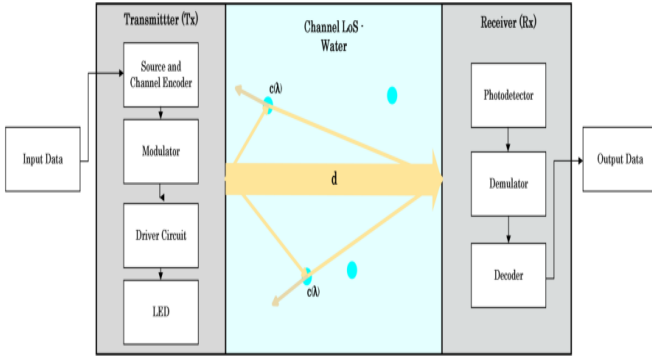 Transmittter (Tx)
Channel LoS -
Water
Receiver (Rx)
Source and
Channel Encoder
Modulator
Driver Circuit
LED
Input Data
c(λ)
d
c(λ)
Photodetector
Demulator
Decoder
Output Data